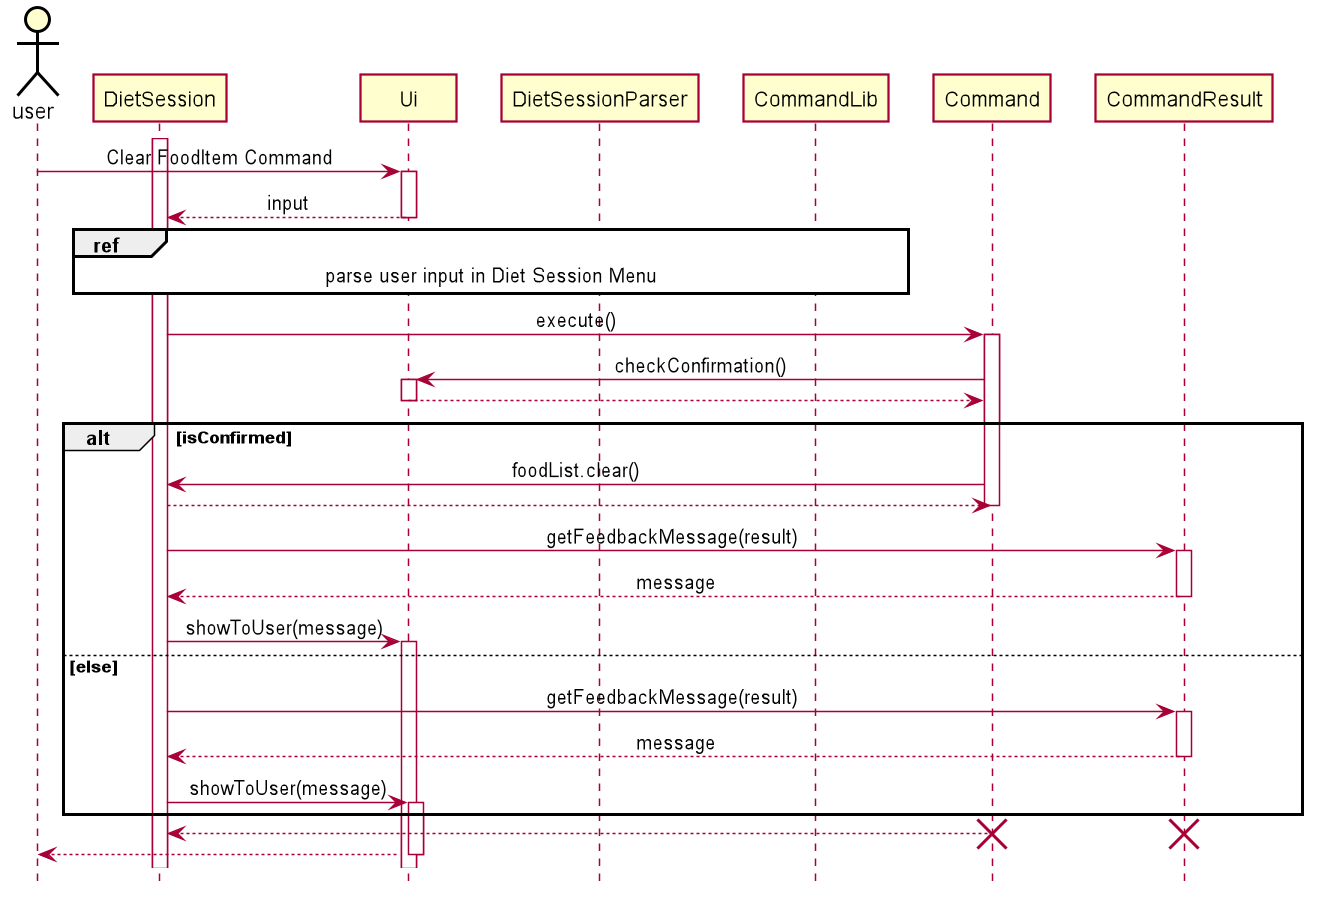 user
DietSession
Ui
DietSessionParser
CommandLib
Command
CommandResult
Clear FoodItem Command
input
ref
parse user input in Diet Session Menu
execute()
checkConfirmation()
alt
[isConfirmed]
foodList.clear()
getFeedbackMessage(result)
message
showToUser(message)
[else]
getFeedbackMessage(result)
message
showToUser(message)